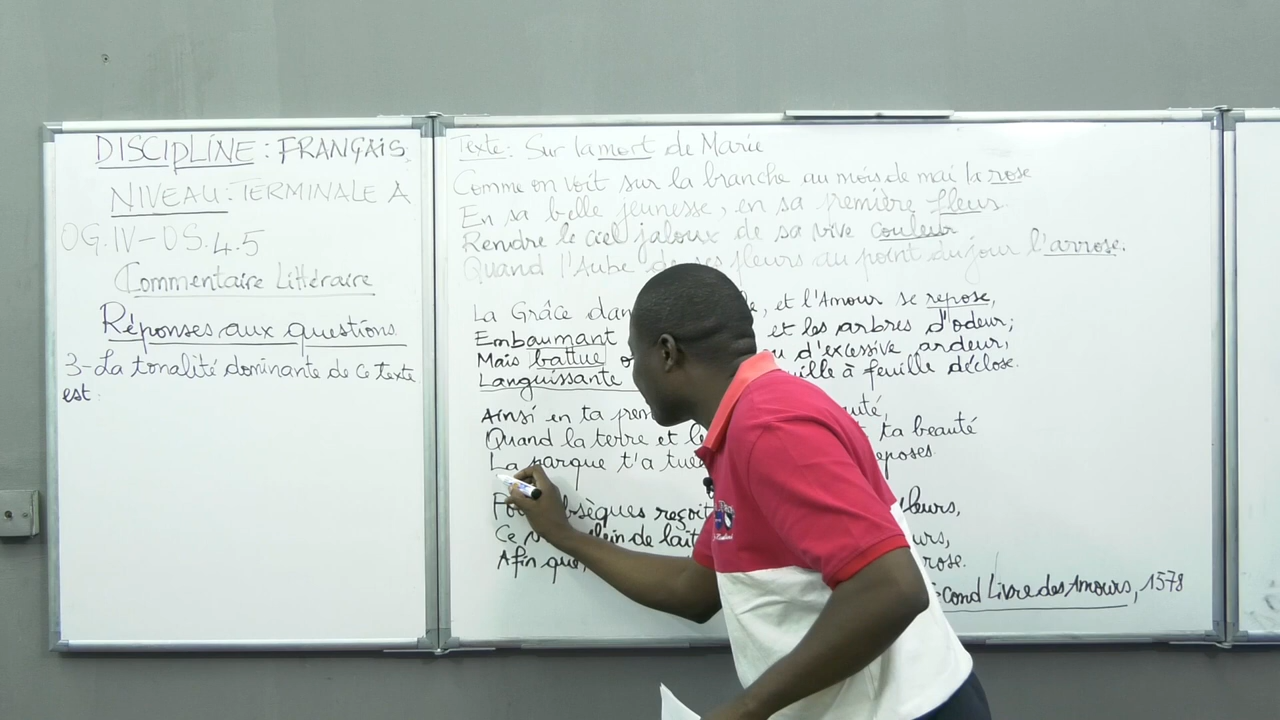 DISCIPLINE : FRANÇAIS
NIVEAU : TERMINALE A
OG.IV-OS.4.5
Commentaire Littéraire
Réponses aux questions
3-La tonalité dominante de ce texte
est :
Texte : Sur la mort de Marie
Comme on voit sur la branche au mois de mai la rose
En sa belle jeunesse, en sa première fleur
Rendre le ciel jaloux de sa vive couleur
Quand l'Aube de ses fleurs au point du jour l'arrose.
La Grâce dans et l'Amour se repose,
Embaumant et les arbres d'odeur;
Mais battue d'excessive ardeur,
Languissante à feuille déclose.
Ainsi en ta
Quand la terre et ta beauté
La parque t'a tuée
obsèques reçoit fleurs,
Ce plein de lait
Afin que,
Livre des Amours, 1578